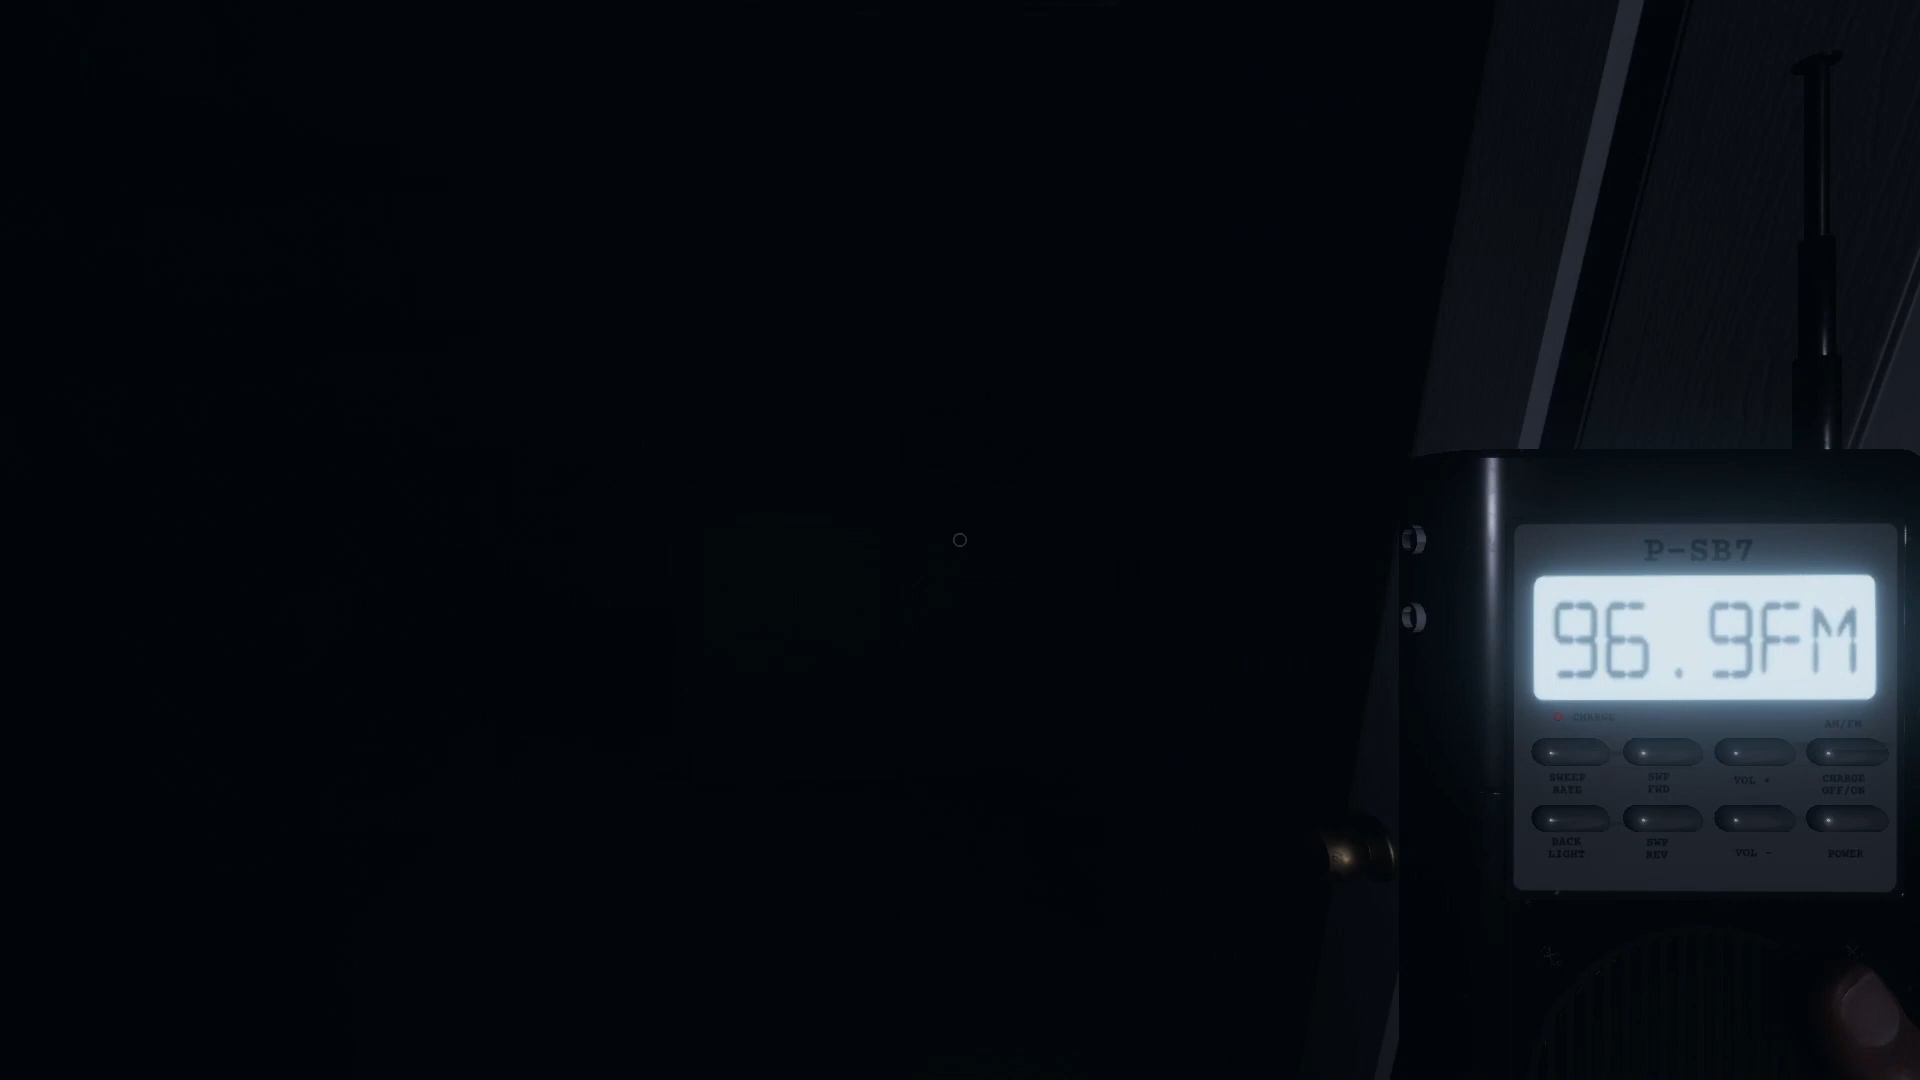 P-SB7
96.9FM
CHARGE
AM/FM
SWEEP RATE
SWP FWD
VOL +
CHARGE OFF/ON
BACK LIGHT
SWP REV
VOL -
POWER